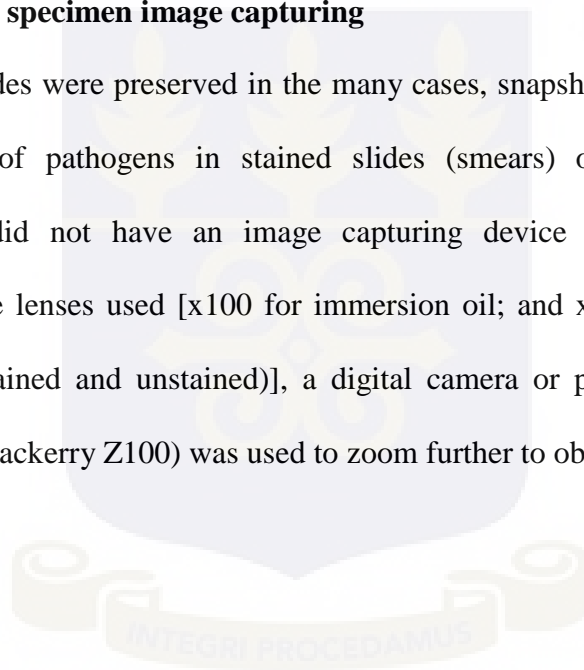 specimen image capturing
des were preserved in the many cases, snapsh
of pathogens in stained slides (smears) o
did not have an image capturing device
e lenses used [x100 for immersion oil; and x
ained and unstained)], a digital camera or p
ackerry Z100) was used to zoom further to ob
INTEGRI PROCEDAMUS